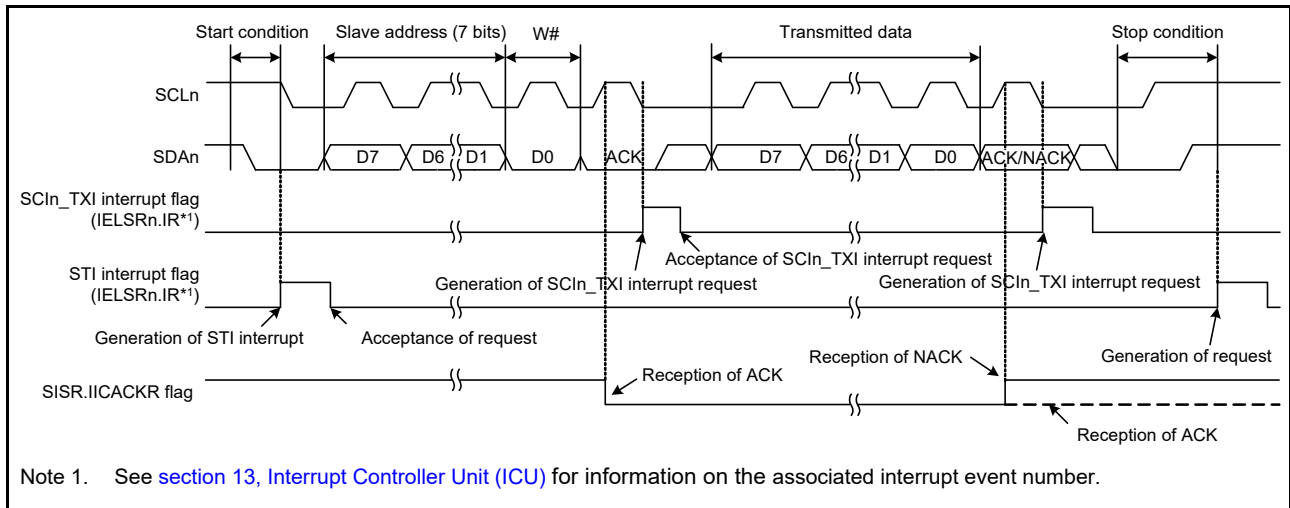 Start condition Slave address (7 bits) W# Transmitted data Stop condition
SCLn
SDAn D7 D6 D1 D0 ACK D7 D6 D1 D0 ACK/NACK
SCIn_TXI interrupt flag
(IELSRn.IR*1)
Acceptance of SCIn_TXI interrupt request
Generation of SCIn_TXI interrupt request Generation of SCIn_TXI interrupt request
STI interrupt flag
(IELSRn.IR*1)
Generation of STI interrupt Acceptance of request Generation of request
Reception of NACK
Reception of ACK
SISR.IICACKR flag
Reception of ACK
Note 1. See section 13, Interrupt Controller Unit (ICU) for information on the associated interrupt event number.